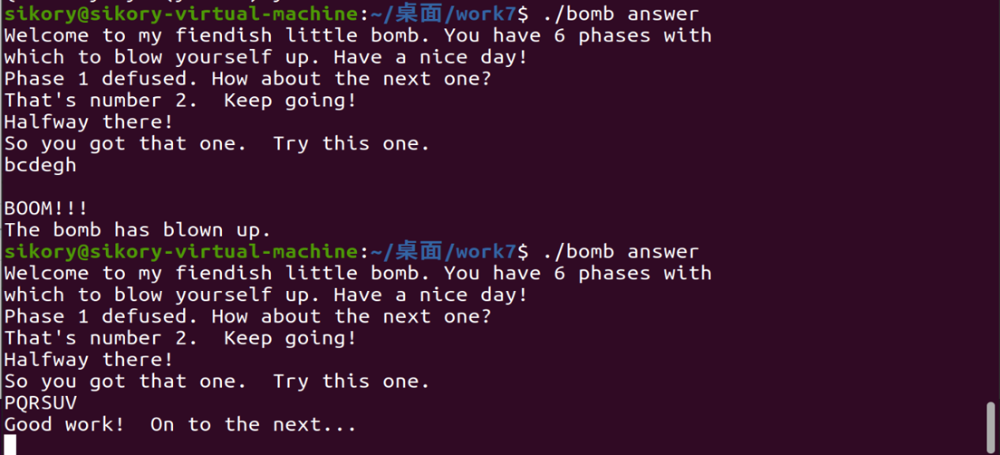 sikory@sikory-virtual-machine:~/桌面/work7$ ./bomb answer
Welcome to my fiendish little bomb. You have 6 phases with
which to blow yourself up. Have a nice day!
Phase 1 defused. How about the next one?
That's number 2.  Keep going!
Halfway there!
So you got that one.  Try this one.
bcdegh

BOOM!!!
The bomb has blown up.
sikory@sikory-virtual-machine:~/桌面/work7$ ./bomb answer
Welcome to my fiendish little bomb. You have 6 phases with
which to blow yourself up. Have a nice day!
Phase 1 defused. How about the next one?
That's number 2.  Keep going!
Halfway there!
So you got that one.  Try this one.
PQRSUV
Good work!  On to the next...